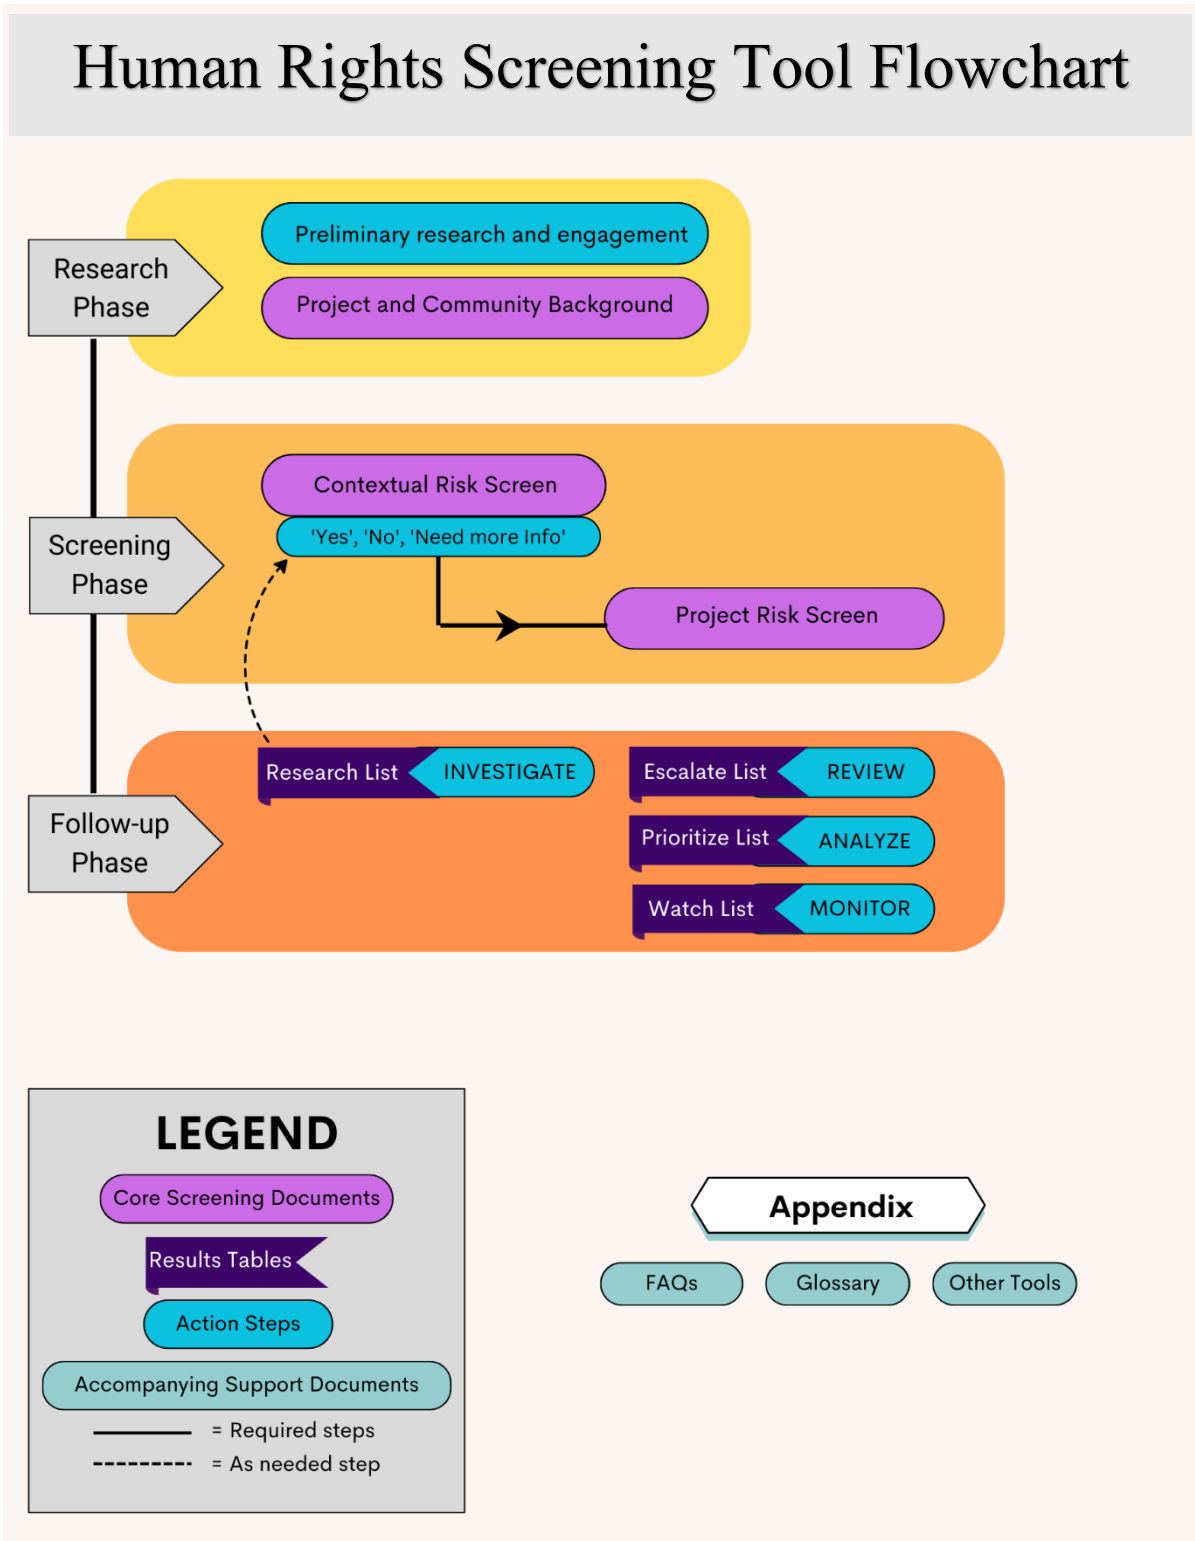 Human Rights Screening Tool Flowchart
Research
Phase
Preliminary research and engagement
Project and Community Background
Screening
Phase
Contextual Risk Screen
'Yes', 'No', 'Need more Info'
Project Risk Screen
Follow-up
Phase
Research List
INVESTIGATE
Escalate List
REVIEW
Prioritize List
ANALYZE
Watch List
MONITOR
LEGEND
Core Screening Documents
Results Tables
Action Steps
Accompanying Support Documents
= Required steps
= As needed step
Appendix
FAQs
Glossary
Other Tools